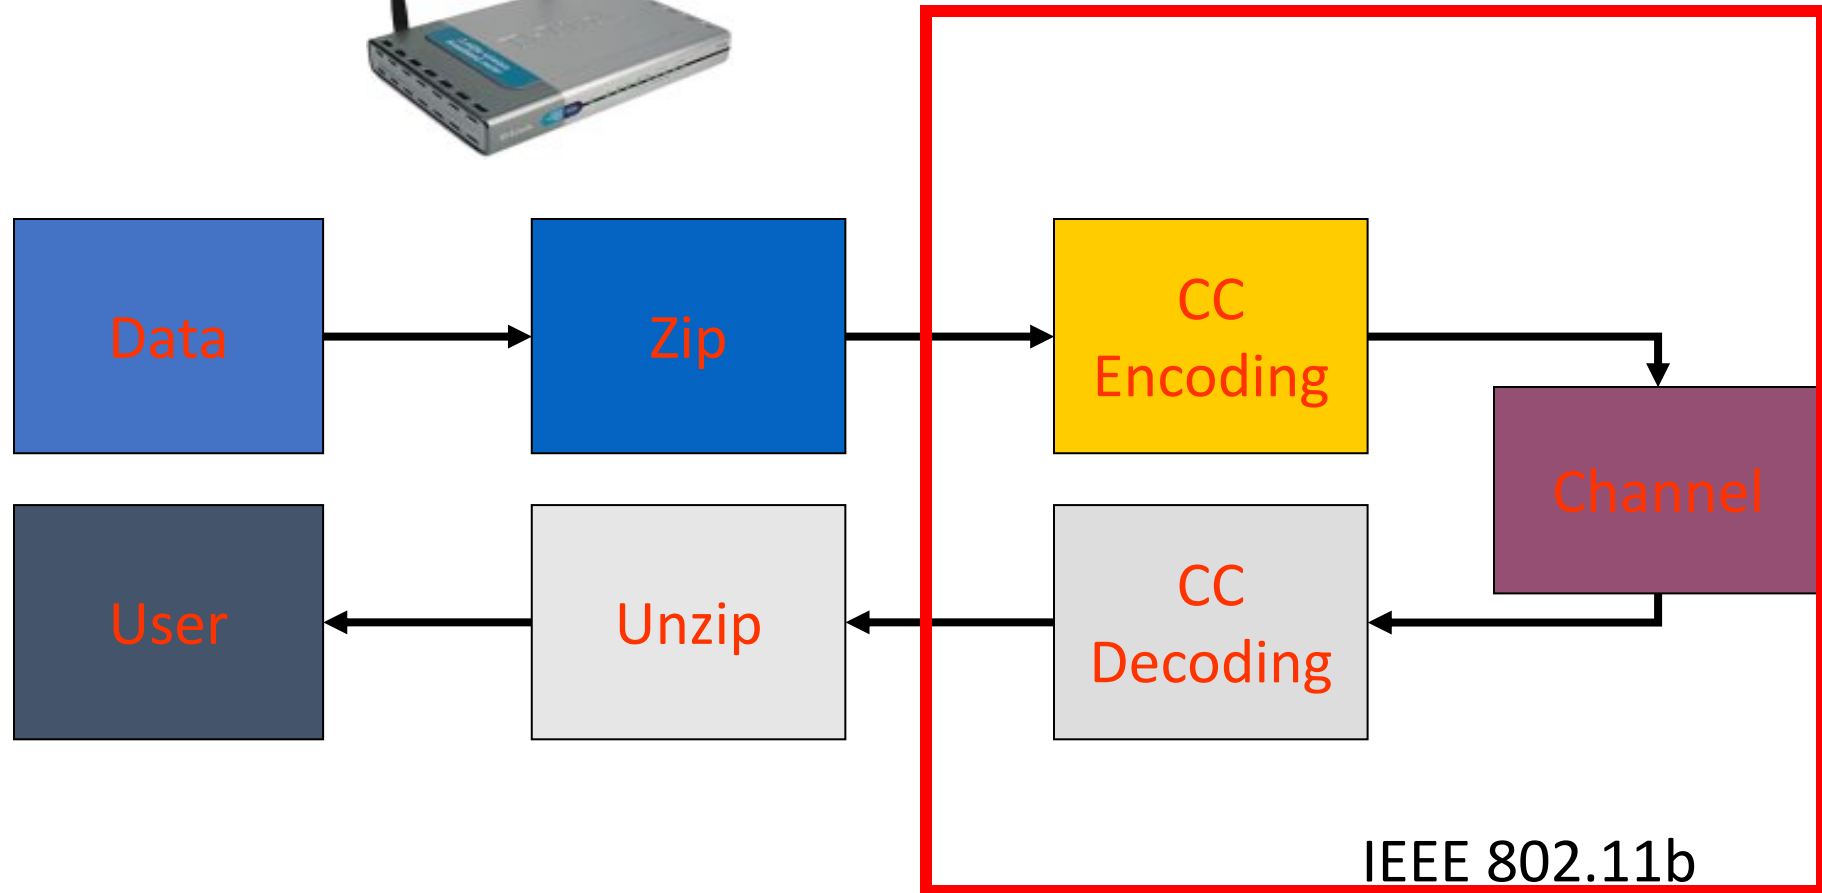 Data
Zip
CC
Encoding
Channel
User
Unzip
CC
Decoding
IEEE 802.11b